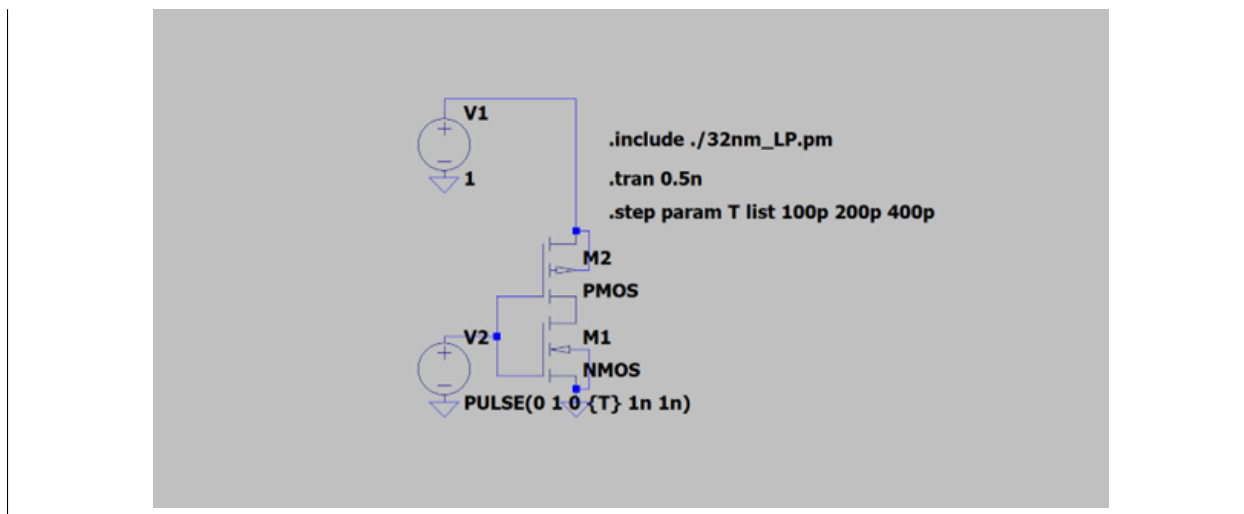 V1
.include ./32nm_LP.pm
1
.tran 0.5n
.step param T list 100p 200p 400p
M2
PMOS
V2
M1
NMOS
PULSE(0 1 0 {T} 1n 1n)